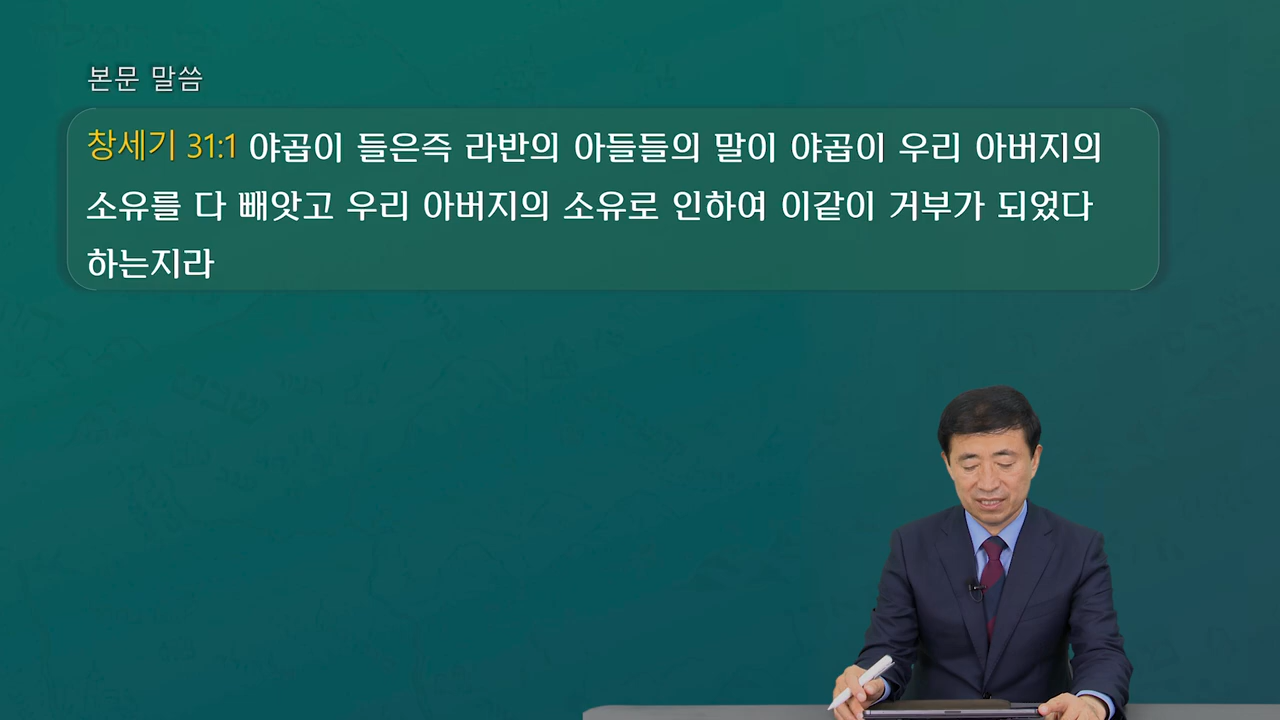 본문 말씀
창세기 31:1 야곱이 들은즉 라반의 아들들의 말이 야곱이 우리 아버지의
소유를 다 빼앗고 우리 아버지의 소유로 인하여 이같이 거부가 되었다
하는지라